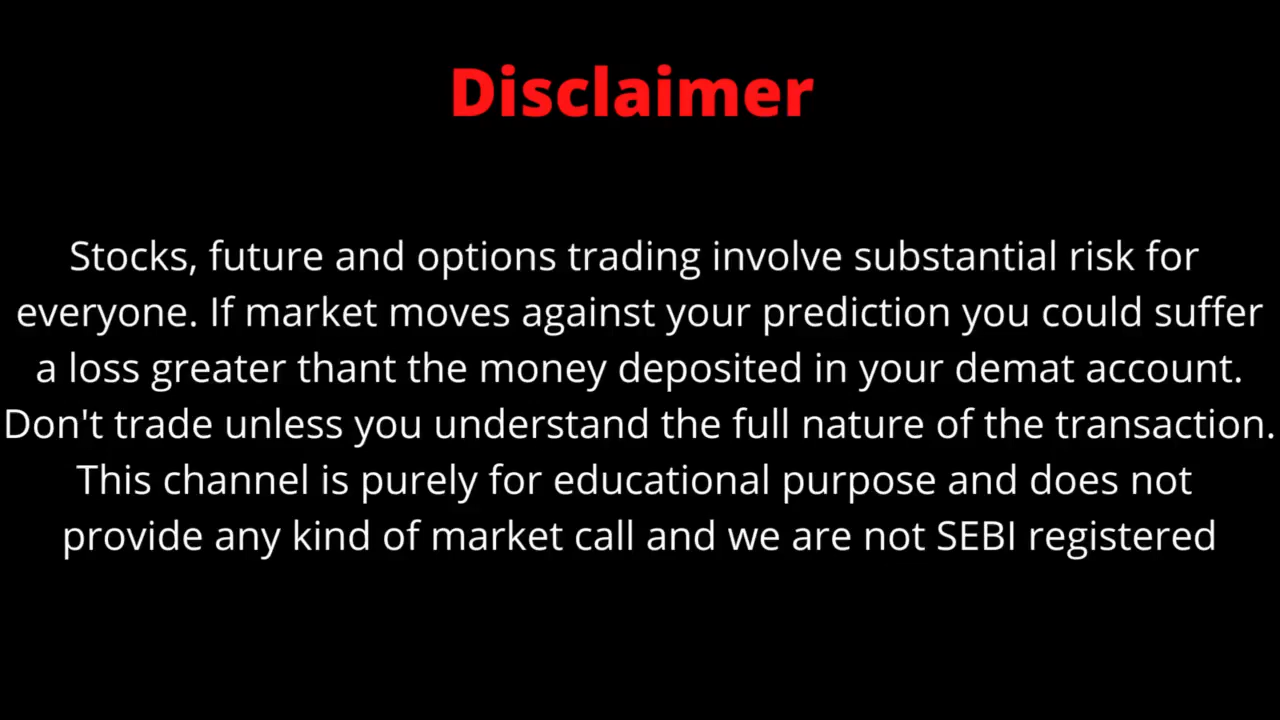 Disclaimer
Stocks, future and options trading involve substantial risk for
everyone. If market moves against your prediction you could suffer
a loss greater thant the money deposited in your demat account.
Don't trade unless you understand the full nature of the transaction.
This channel is purely for educational purpose and does not
provide any kind of market call and we are not SEBI registered